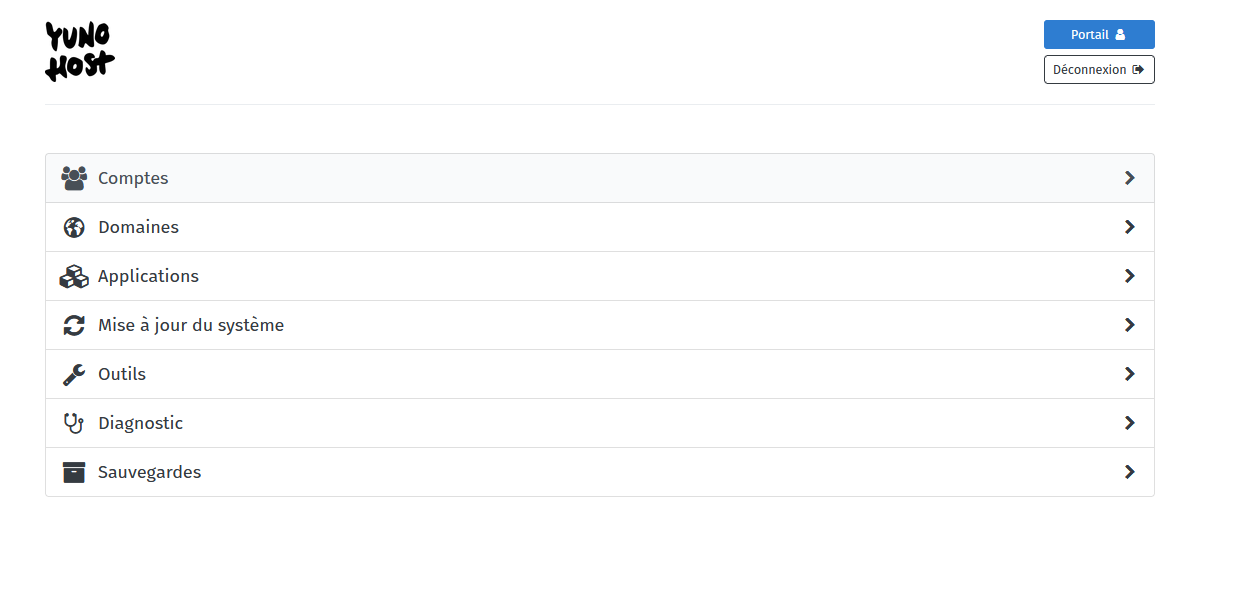 YUNO
HOST
Portail
Déconnexion
Comptes
Domaines
Applications
Mise à jour du système
Outils
Diagnostic
Sauvegardes